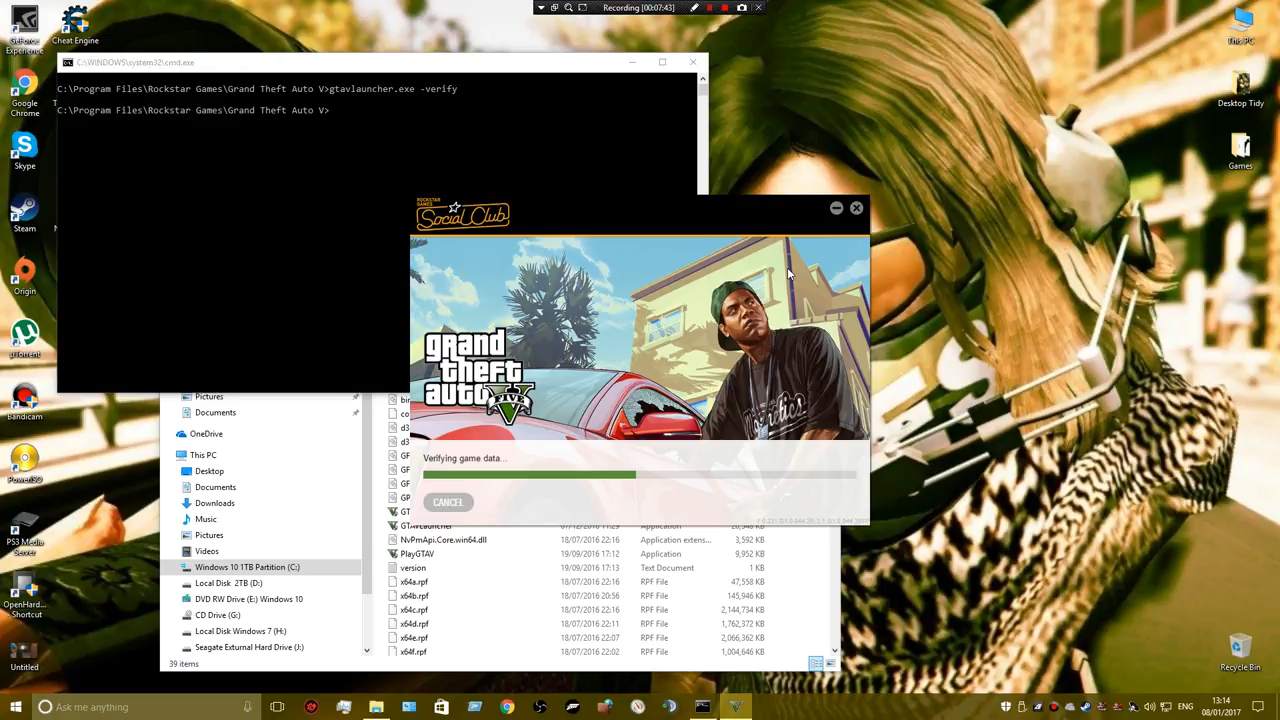 Recording [00:07:43]
GeForce
Experience
Cheat Engine
This PC
C:\WINDOWS\system32\cmd.exe
C:\Program Files\Rockstar Games\Grand Theft Auto V>gtavlauncher.exe -verify
C:\Program Files\Rockstar Games\Grand Theft Auto V>
Google
Chrome
Desktop Tidy
Skype
Games
ROCKSTAR
GAMES
Social Club
Steam
Origin
grand
theft
auto
V
FIVE
µTorrent
Pictures
Documents
Bandicam
OneDrive
This PC
Verifying game data...
PowerISO
Desktop
Documents
Downloads
CANCEL
Music
PS3 Media
Server
Pictures
GTAVLauncher 07/12/2016 11:29 Application 26,548 KB
NvPmApi.Core.win64.dll 18/07/2016 22:16 Application extens... 3,592 KB
Videos
PlayGTAV 19/09/2016 17:12 Application 9,952 KB
Windows 10 1TB Partition (C:)
version 19/09/2016 17:13 Text Document 1 KB
Local Disk 2TB (D:)
x64a.rpf 18/07/2016 22:16 RPF File 47,558 KB
DVD RW Drive (E:) Windows 10
x64b.rpf 18/07/2016 20:56 RPF File 145,946 KB
OpenHard...
Shortcut
CD Drive (G:)
x64c.rpf 18/07/2016 22:16 RPF File 2,144,734 KB
x64d.rpf 18/07/2016 22:11 RPF File 1,762,372 KB
Local Disk Windows 7 (H:)
x64e.rpf 18/07/2016 22:07 RPF File 2,066,362 KB
Seagate External Hard Drive (J:)
x64f.rpf 18/07/2016 22:02 RPF File 1,004,646 KB
Untitled
39 items
Recycle Bin
Ask me anything
ENG
13:14
08/01/2017